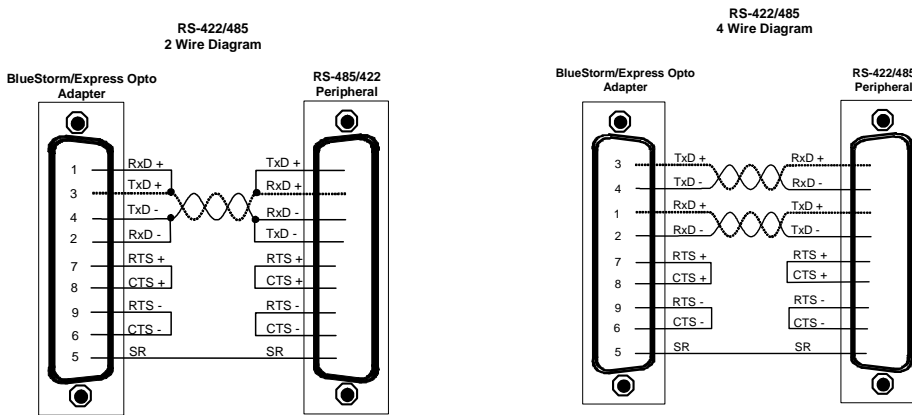 RS-422/485
2 Wire Diagram
BlueStorm/Express Opto
Adapter
RS-485/422
Peripheral
1 RxD + TxD +
3 TxD + RxD +
4 TxD - RxD -
2 RxD - TxD -
7 RTS + RTS +
8 CTS + CTS +
9 RTS - RTS -
6 CTS - CTS -
5 SR SR
RS-422/485
4 Wire Diagram
BlueStorm/Express Opto
Adapter
RS-422/485
Peripheral
3 TxD + RxD +
4 TxD - RxD -
1 RxD + TxD +
2 RxD - TxD -
7 RTS + RTS +
8 CTS + CTS +
9 RTS - RTS -
6 CTS - CTS -
5 SR SR